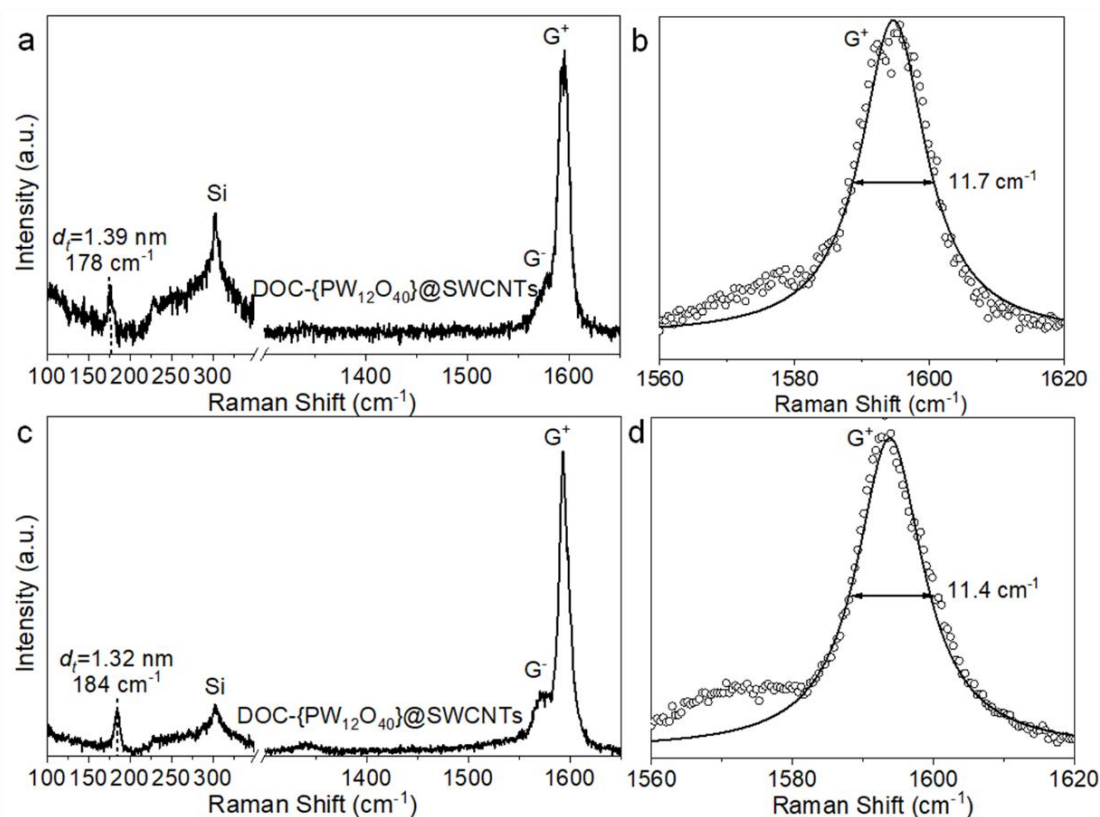 a
Intensity (a.u.)
G⁺
Si
dₜ=1.39 nm
178 cm⁻¹
G⁻
DOC-{PW₁₂O₄₀}@SWCNTs
100 150 200 300 1400 1500 1600
Raman Shift (cm⁻¹)
b
G⁺
11.7 cm⁻¹
1560 1580 1600 1620
Raman Shift (cm⁻¹)
c
Intensity (a.u.)
G⁺
dₜ=1.32 nm
184 cm⁻¹
Si
G⁻
DOC-{PW₁₂O₄₀}@SWCNTs
100 150 200 300 1400 1500 1600
Raman Shift (cm⁻¹)
d
G⁺
11.4 cm⁻¹
1560 1580 1600 1620
Raman Shift (cm⁻¹)